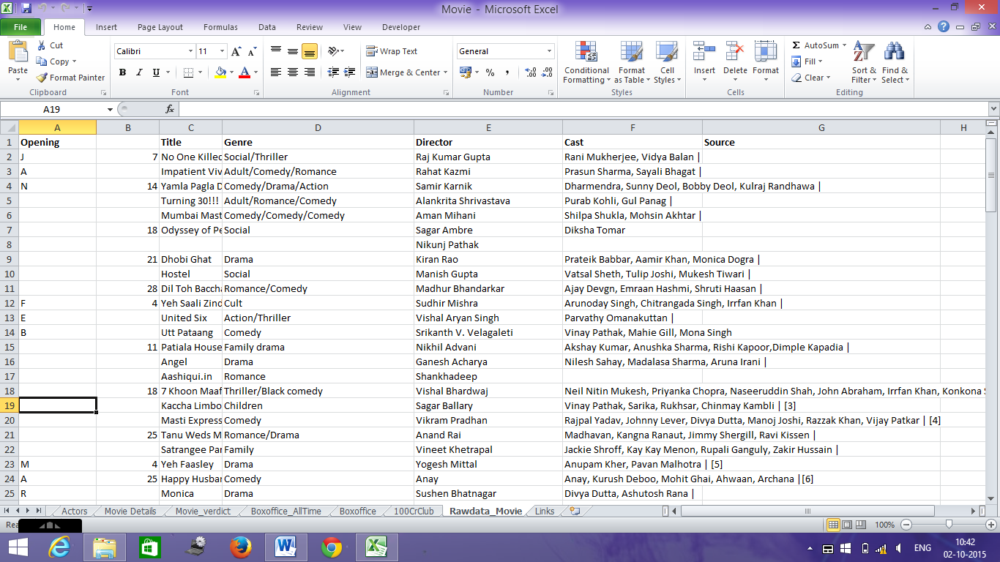 Movie - Microsoft Excel
File Home Insert Page Layout Formulas Data Review View Developer
Cut
Copy
Format Painter
Paste
Clipboard
Calibri 11
B I U
Font
Wrap Text
Merge & Center
Alignment
General
Number
Conditional Formatting
Format as Table
Cell Styles
Styles
Insert Delete Format
Cells
AutoSum
Fill
Clear
Sort & Filter
Find & Select
Editing
A19 fx
A B C D E F G H
1 Opening Title Genre Director Cast Source
2 J 7 No One Killed Social/Thriller Raj Kumar Gupta Rani Mukherjee, Vidya Balan |
3 A Impatient Viv Adult/Comedy/Romance Rahat Kazmi Prasun Sharma, Sayali Bhagat |
4 N 14 Yamla Pagla D Comedy/Drama/Action Samir Karnik Dharmendra, Sunny Deol, Bobby Deol, Kulraj Randhawa |
5 Turning 30!!! Adult/Romance/Comedy Alankrita Shrivastava Purab Kohli, Gul Panag |
6 Mumbai Mast Comedy/Comedy/Comedy Aman Mihani Shilpa Shukla, Mohsin Akhtar |
7 18 Odyssey of Pe Social Sagar Ambre Diksha Tomar
8 Nikunj Pathak
9 21 Dhobi Ghat Drama Kiran Rao Prateik Babbar, Aamir Khan, Monica Dogra |
10 Hostel Social Manish Gupta Vatsal Sheth, Tulip Joshi, Mukesh Tiwari |
11 28 Dil Toh Baccha Romance/Comedy Madhur Bhandarkar Ajay Devgn, Emraan Hashmi, Shruti Haasan |
12 F 4 Yeh Saali Zind Cult Sudhir Mishra Arunoday Singh, Chitrangada Singh, Irrfan Khan |
13 E United Six Action/Thriller Vishal Aryan Singh Parvathy Omanakuttan |
14 B Utt Pataang Comedy Srikanth V. Velagaleti Vinay Pathak, Mahie Gill, Mona Singh
15 11 Patiala House Family drama Nikhil Advani Akshay Kumar, Anushka Sharma, Rishi Kapoor,Dimple Kapadia |
16 Angel Drama Ganesh Acharya Nilesh Sahay, Madalasa Sharma, Aruna Irani |
17 Aashiqui.in Romance Shankhadeep
18 18 7 Khoon Maaf Thriller/Black comedy Vishal Bhardwaj Neil Nitin Mukesh, Priyanka Chopra, Naseeruddin Shah, John Abraham, Irrfan Khan, Konkona S
19 Kaccha Limbo Children Sagar Ballary Vinay Pathak, Sarika, Rukhsar, Chinmay Kambli | [3]
20 Masti Express Comedy Vikram Pradhan Rajpal Yadav, Johnny Lever, Divya Dutta, Manoj Joshi, Razzak Khan, Vijay Patkar | [4]
21 25 Tanu Weds M Romance/Drama Anand Rai Madhavan, Kangna Ranaut, Jimmy Shergill, Ravi Kissen |
22 Satrangee Par Family Vineet Khetrapal Jackie Shroff, Kay Kay Menon, Rupali Ganguly, Zakir Hussain |
23 M 4 Yeh Faasley Drama Yogesh Mittal Anupam Kher, Pavan Malhotra | [5]
24 A 25 Happy Husban Comedy Anay Anay, Kurush Deboo, Mohit Ghai, Ahwaan, Archana |[6]
25 R Monica Drama Sushen Bhatnagar Divya Dutta, Ashutosh Rana |
Actors Movie Details Movie_verdict Boxoffice_AllTime Boxoffice 100CrClub Rawdata_Movie Links
Rea 100%
ENG 10:42
02-10-2015